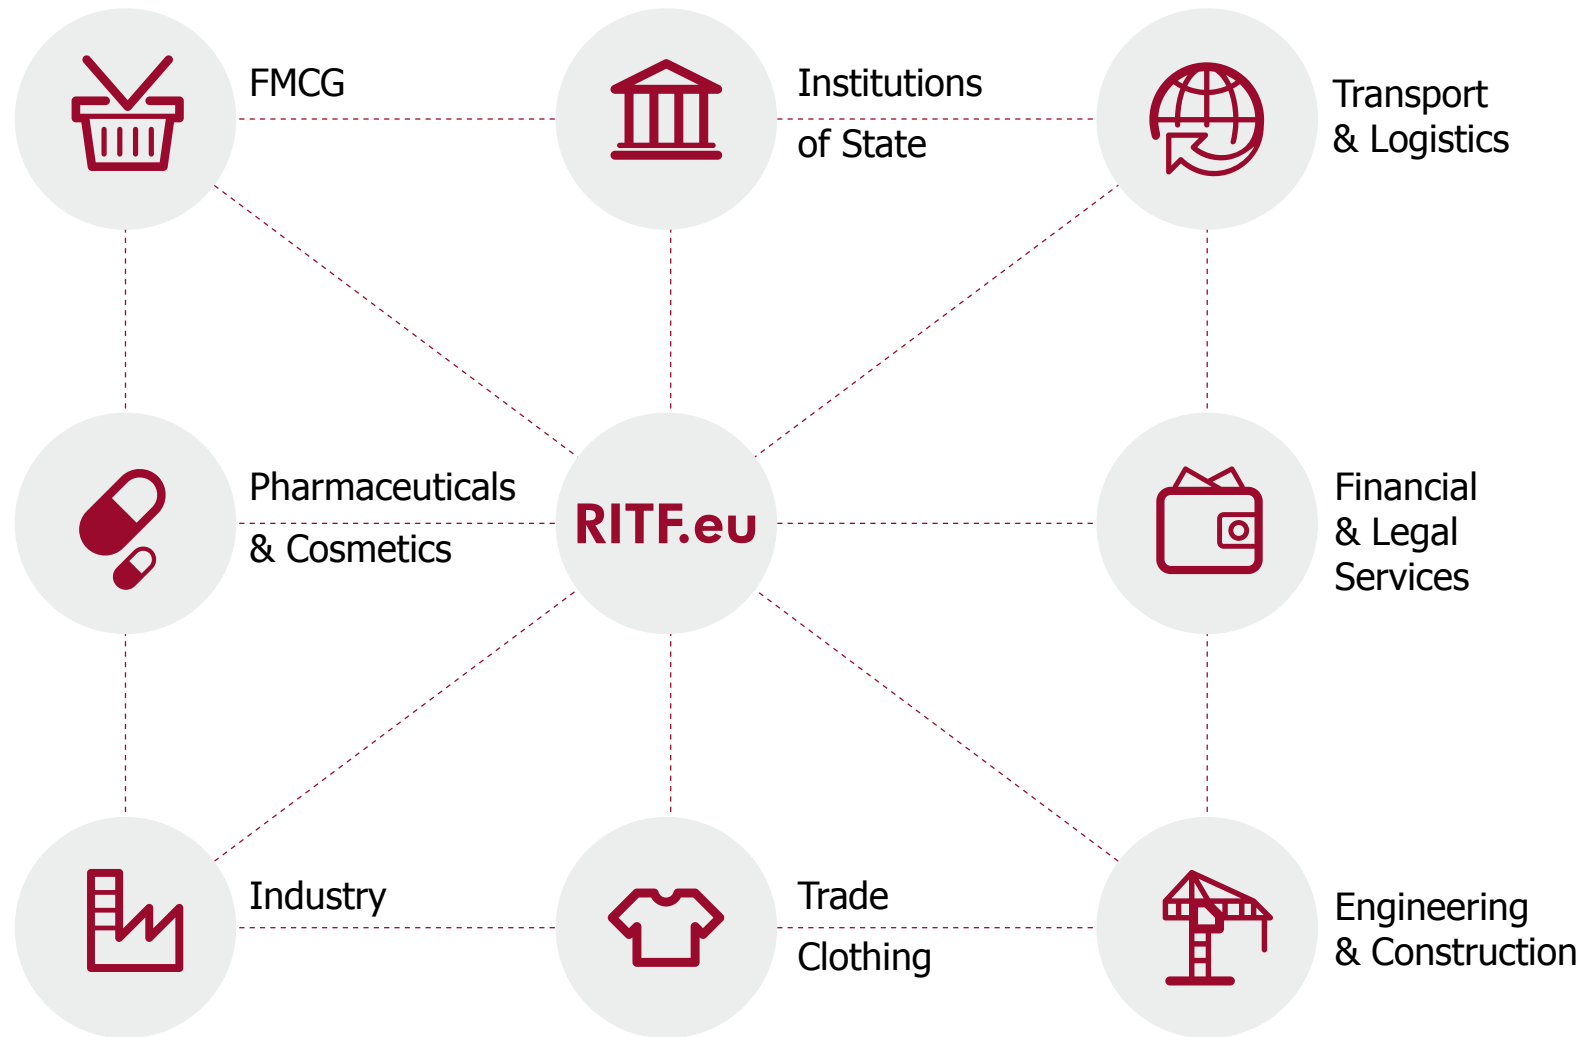 FMCG
Institutions
of State
Transport
& Logistics
Pharmaceuticals
& Cosmetics
RITF.eu
Financial
& Legal
Services
Industry
Trade
Clothing
Engineering
& Construction